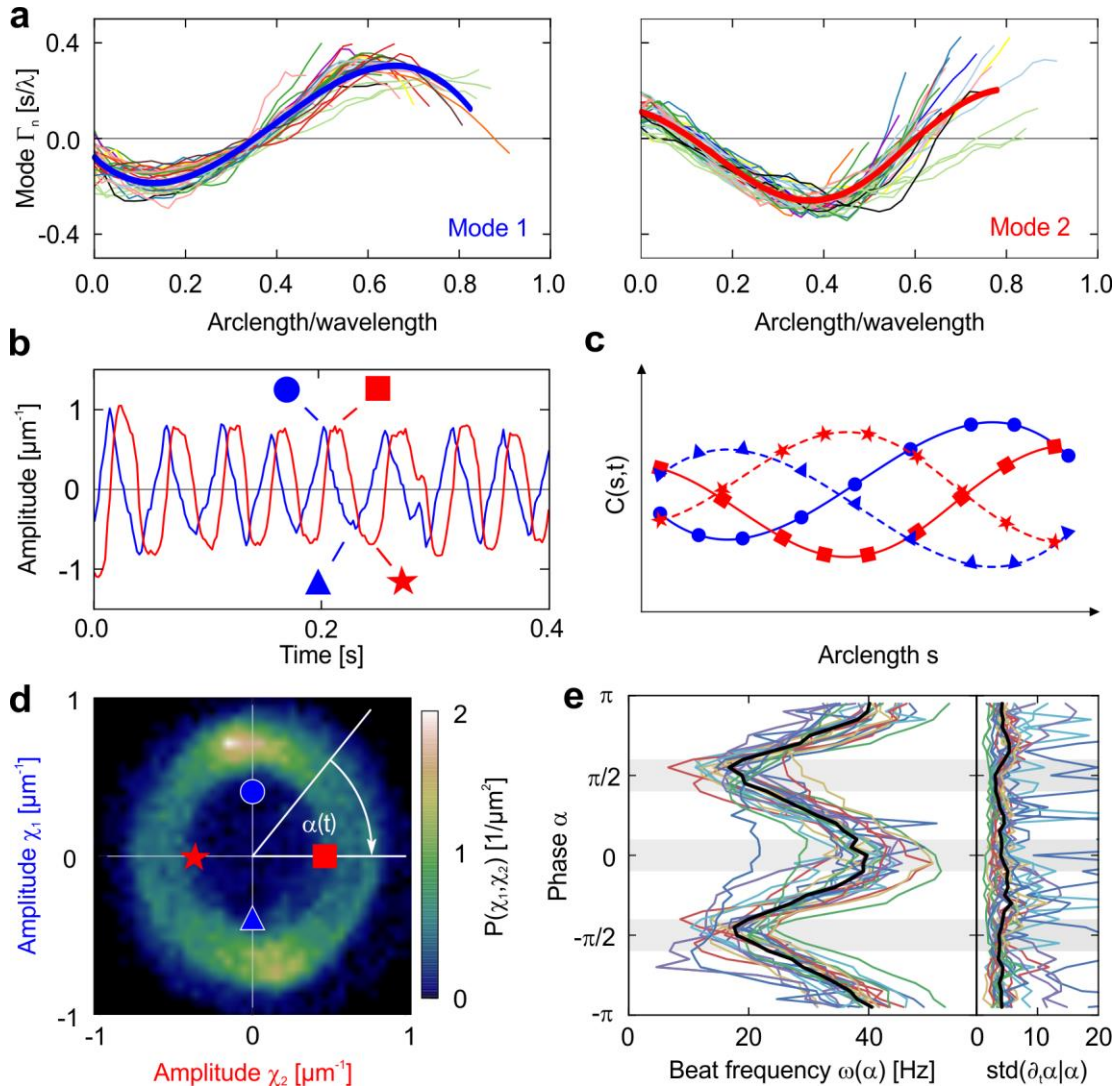 a
Mode Γn [s/λ]
0.4
0.0
-0.4
Mode 1
Mode 2
0.0 0.2 0.4 0.6 0.8 1.0
0.0 0.2 0.4 0.6 0.8 1.0
Arclength/wavelength
Arclength/wavelength
b
Amplitude [μm⁻¹]
1
0
-1
0.0 0.2 0.4
Time [s]
c
C(s,t)
Arclength s
d
Amplitude χ₁ [μm⁻¹]
1
0
-1
α(t)
-1 0 1
Amplitude χ₂ [μm⁻¹]
2
1
0
P(χ₁,χ₂) [1/μm²]
e
Phase α
π
π/2
0
-π/2
-π
0 20 40
0 10 20
Beat frequency ω(α) [Hz]
std(∂ₜα|α)